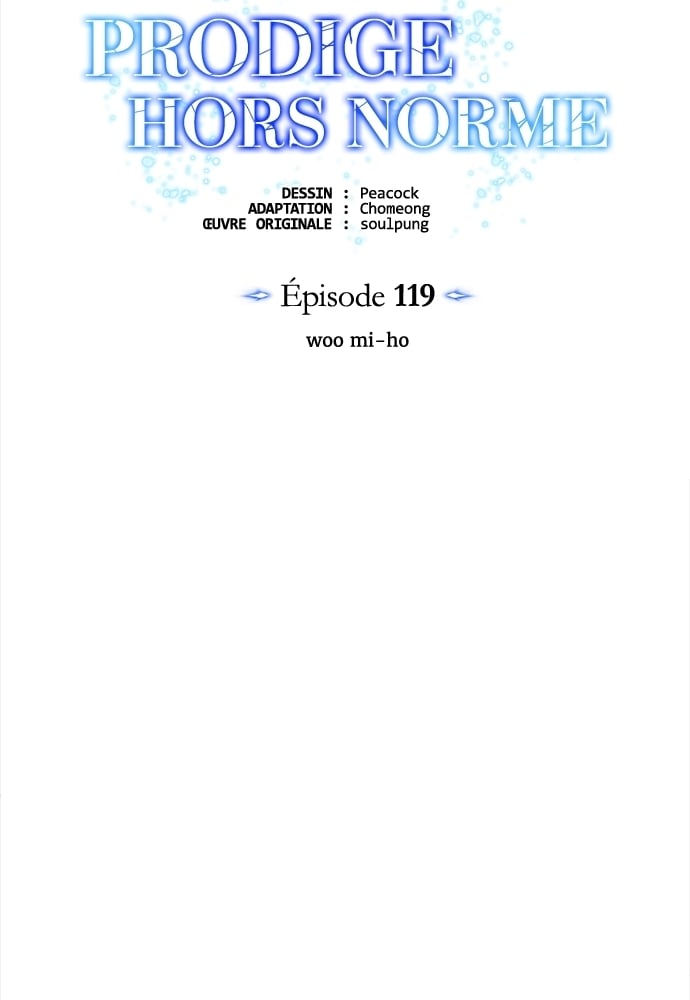 PRODIGE
HORS NORME
DESSIN : Peacock
ADAPTATION : Chomeong
ŒUVRE ORIGINALE : soulpung
Épisode 119
woo mi-ho